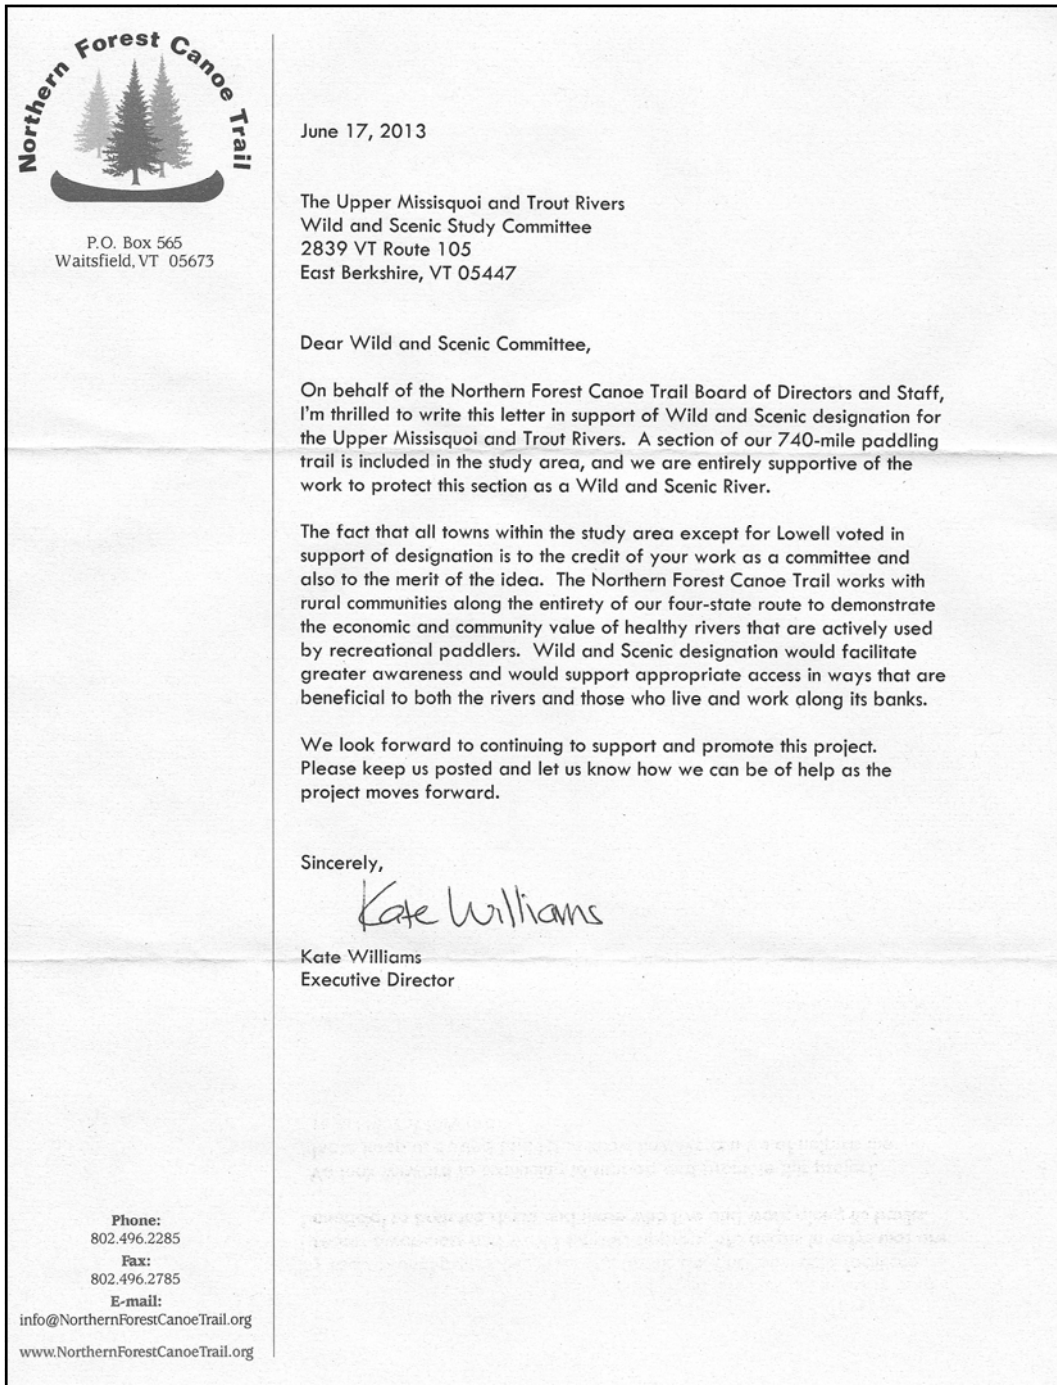 Northern Forest Canoe Trail
P.O. Box 565
Waitsfield, VT 05673
June 17, 2013
The Upper Missisquoi and Trout Rivers
Wild and Scenic Study Committee
2839 VT Route 105
East Berkshire, VT 05447
Dear Wild and Scenic Committee,
On behalf of the Northern Forest Canoe Trail Board of Directors and Staff,
I'm thrilled to write this letter in support of Wild and Scenic designation for
the Upper Missisquoi and Trout Rivers. A section of our 740-mile paddling
trail is included in the study area, and we are entirely supportive of the
work to protect this section as a Wild and Scenic River.
The fact that all towns within the study area except for Lowell voted in
support of designation is to the credit of your work as a committee and
also to the merit of the idea. The Northern Forest Canoe Trail works with
rural communities along the entirety of our four-state route to demonstrate
the economic and community value of healthy rivers that are actively used
by recreational paddlers. Wild and Scenic designation would facilitate
greater awareness and would support appropriate access in ways that are
beneficial to both the rivers and those who live and work along its banks.
We look forward to continuing to support and promote this project.
Please keep us posted and let us know how we can be of help as the
project moves forward.
Sincerely,
Kate Williams
Kate Williams
Executive Director
Phone:
802.496.2285
Fax:
802.496.2785
E-mail:
info@NorthernForestCanoeTrail.org
www.NorthernForestCanoeTrail.org